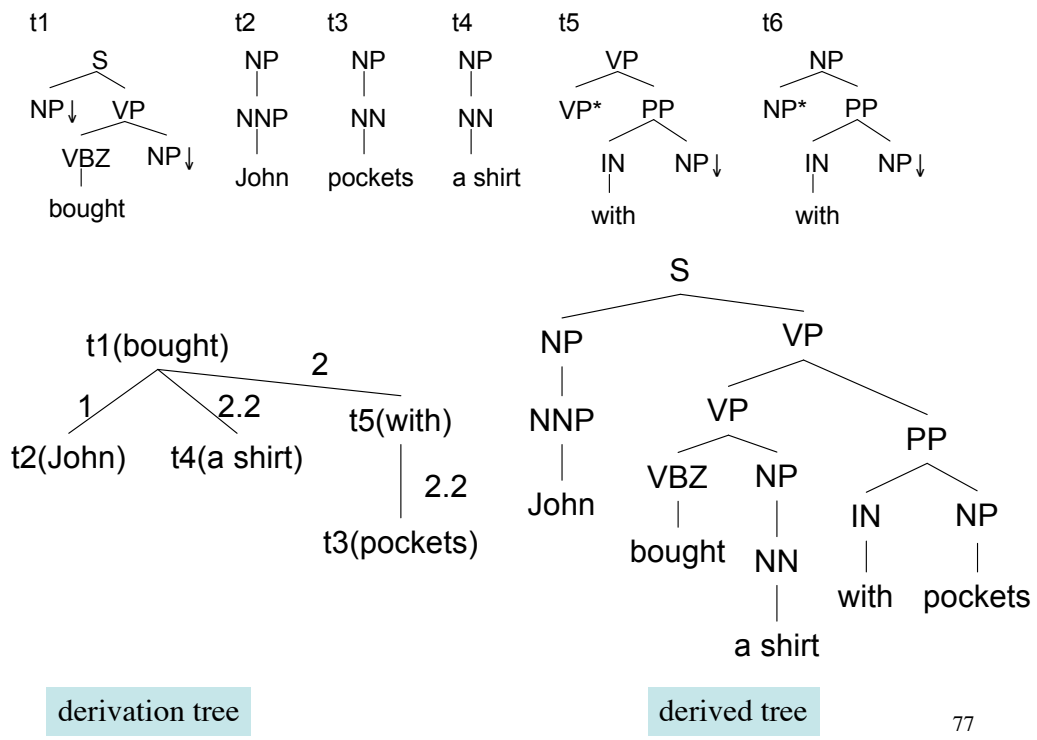 t1 t2 t3 t4 t5 t6
S NP NP NP VP NP
NP↓ VP NNP NN NN VP* PP NP* PP
VBZ NP↓ John pockets a shirt IN NP↓ IN NP↓
bought with with
S
t1(bought) NP VP
2
1 2.2 t5(with) NNP VP PP
t2(John) t4(a shirt) VBZ NP
2.2 John IN NP
t3(pockets) bought NN with pockets
a shirt
derivation tree derived tree 77